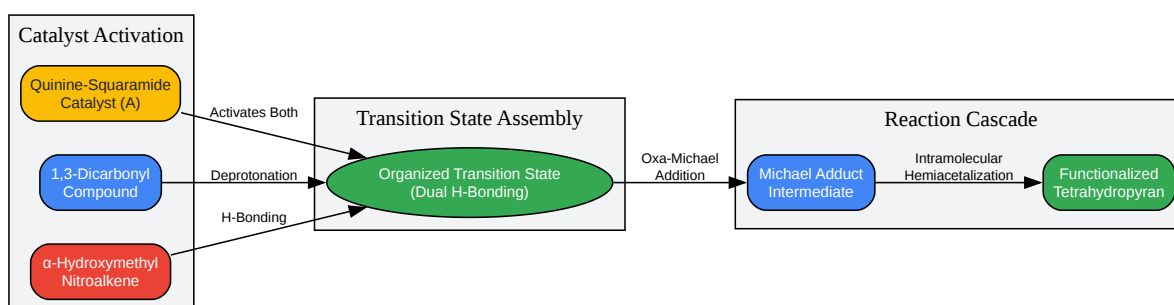 Catalyst Activation
Quinine-Squaramide
Catalyst (A)
1,3-Dicarbonyl
Compound
α-Hydroxymethyl
Nitroalkene
Activates Both
Deprotonation
H-Bonding
Transition State Assembly
Organized Transition State
(Dual H-Bonding)
Oxa-Michael
Addition
Reaction Cascade
Michael Adduct
Intermediate
Intramolecular
Hemiacetalization
Functionalized
Tetrahydropyran